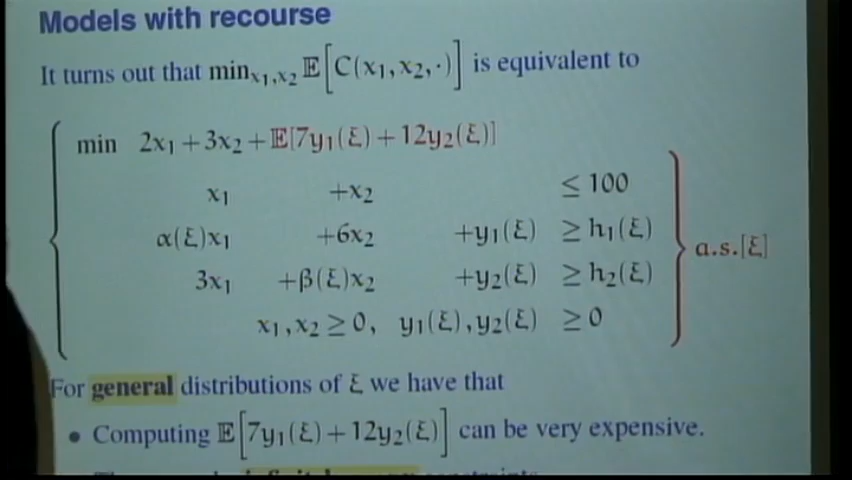 Models with recourse
It turns out that min_{x₁,x₂} 𝔼[C(x₁,x₂,·)] is equivalent to
min 2x₁ + 3x₂ + 𝔼[7y₁(ξ) + 12y₂(ξ)]
x₁ +x₂ ≤ 100
α(ξ)x₁ +6x₂ +y₁(ξ) ≥ h₁(ξ)
3x₁ +β(ξ)x₂ +y₂(ξ) ≥ h₂(ξ)
a.s.[ξ]
x₁,x₂ ≥ 0, y₁(ξ),y₂(ξ) ≥ 0
For general distributions of ξ we have that
• Computing 𝔼[7y₁(ξ) + 12y₂(ξ)] can be very expensive.